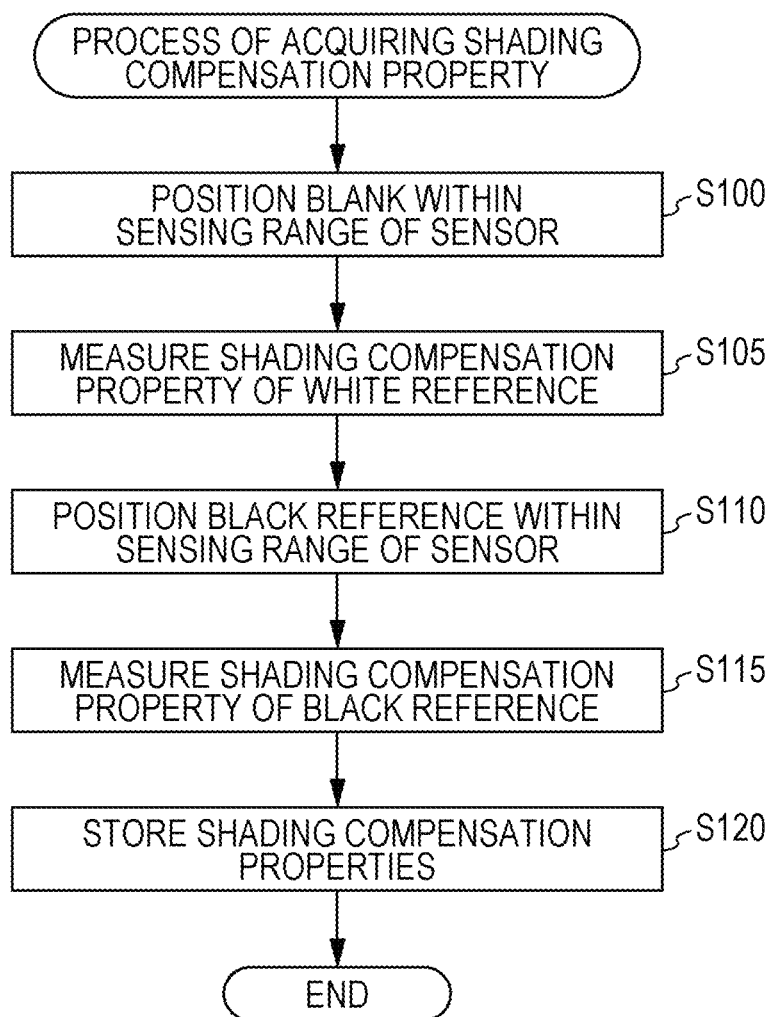 PROCESS OF ACQUIRING SHADING
COMPENSATION PROPERTY
POSITION BLANK WITHIN
SENSING RANGE OF SENSOR
S100
MEASURE SHADING COMPENSATION
PROPERTY OF WHITE REFERENCE
S105
POSITION BLACK REFERENCE WITHIN
SENSING RANGE OF SENSOR
S110
MEASURE SHADING COMPENSATION
PROPERTY OF BLACK REFERENCE
S115
STORE SHADING COMPENSATION
PROPERTIES
S120
END